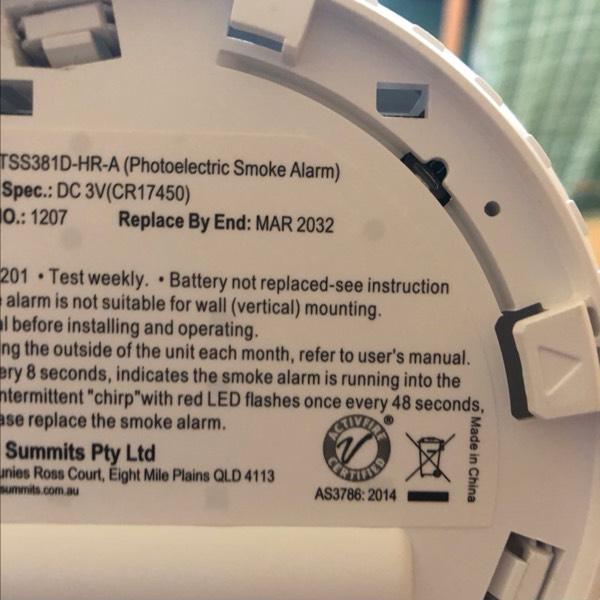 TSS381D-HR-A (Photoelectric Smoke Alarm)
Spec.: DC 3V(CR17450)
O.: 1207 Replace By End: MAR 2032
201 • Test weekly. • Battery not replaced-see instruction
alarm is not suitable for wall (vertical) mounting.
al before installing and operating.
ng the outside of the unit each month, refer to user's manual.
ery 8 seconds, indicates the smoke alarm is running into the
ntermittent "chirp"with red LED flashes once every 48 seconds,
ase replace the smoke alarm.
Summits Pty Ltd
unies Ross Court, Eight Mile Plains QLD 4113
summits.com.au
ACTIVFIRE
CERTIFIED
®
AS3786: 2014
Made in China